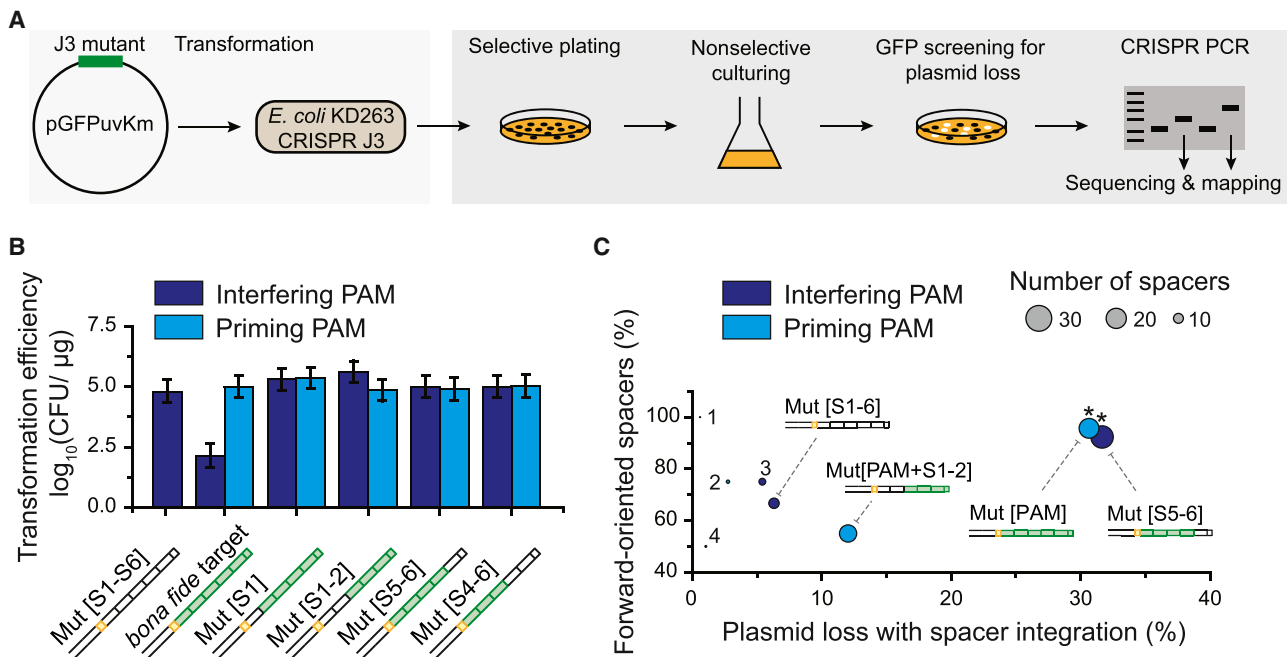 A
J3 mutant
Transformation
pGFPuvKm
E. coli KD263
CRISPR J3
Selective plating
Nonselective
culturing
GFP screening for
plasmid loss
CRISPR PCR
Sequencing & mapping
B
Interfering PAM
Priming PAM
Transformation efficiency
log10(CFU/ µg)
7.5
5.0
2.5
0.0
Mut [S1-S6]
bona fide target
Mut [S1]
Mut [S1-2]
Mut [S5-6]
Mut [S4-6]
C
Interfering PAM
Priming PAM
Number of spacers
30
20
10
Forward-oriented spacers (%)
100
80
60
40
1
2
3
4
Mut [S1-6]
Mut[PAM+S1-2]
* *
Mut [PAM]
Mut [S5-6]
0
10
20
30
40
Plasmid loss with spacer integration (%)